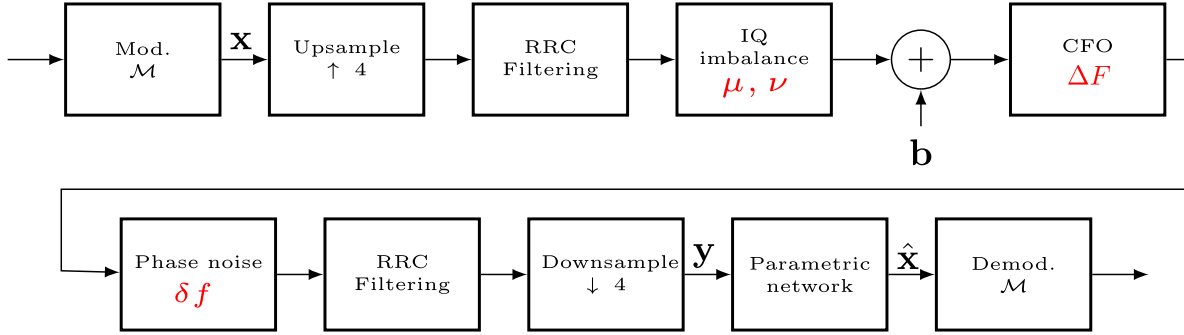 Mod.
ℳ
x
Upsample
↑ 4
RRC
Filtering
IQ
imbalance
μ, ν
+
b
CFO
ΔF
Phase noise
δf
RRC
Filtering
Downsample
↓ 4
y
Parametric
network
x̂
Demod.
ℳ